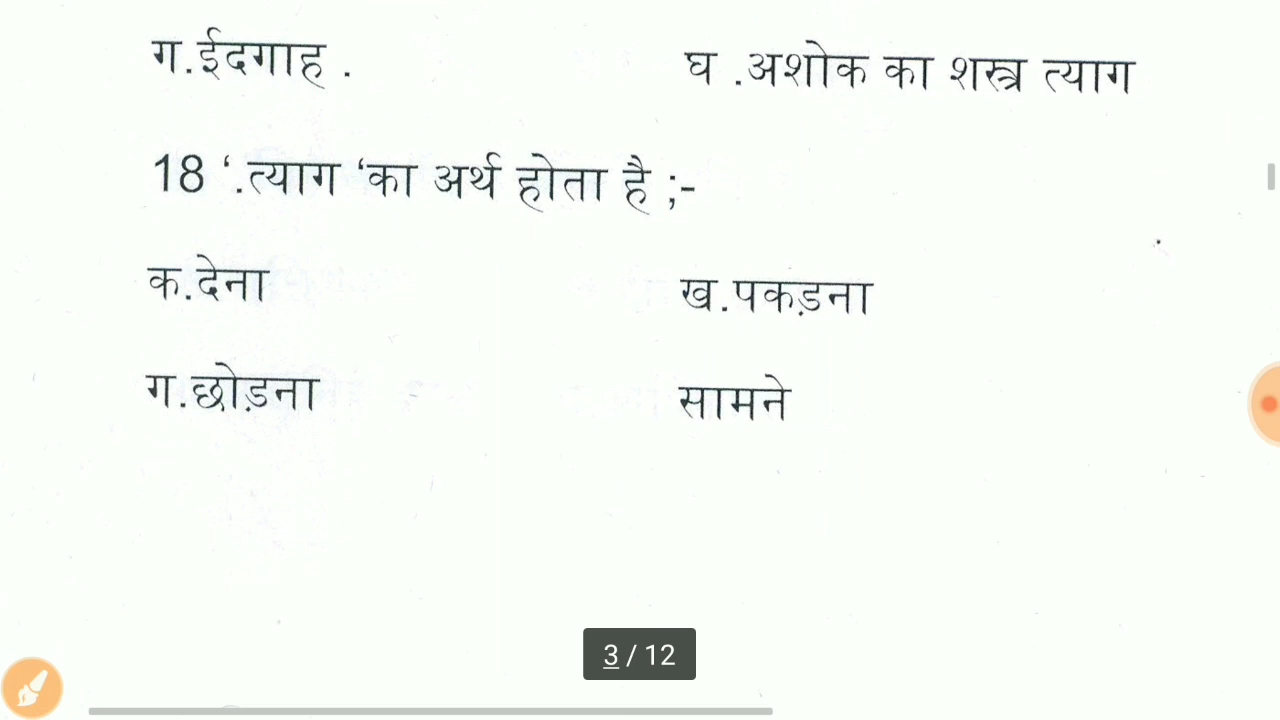 ग.ईदगाह . घ .अशोक का शस्त्र त्याग
18 ‘.त्याग ‘का अर्थ होता है ;-
क.देना ख.पकड़ना
ग.छोड़ना सामने
3 / 12